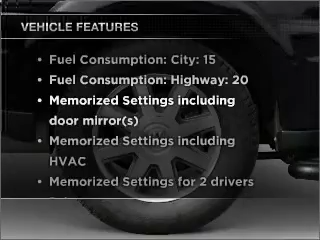 VEHICLE FEATURES
• Fuel Consumption: City: 15
• Fuel Consumption: Highway: 20
• Memorized Settings including
door mirror(s)
• Memorized Settings including
HVAC
• Memorized Settings for 2 drivers